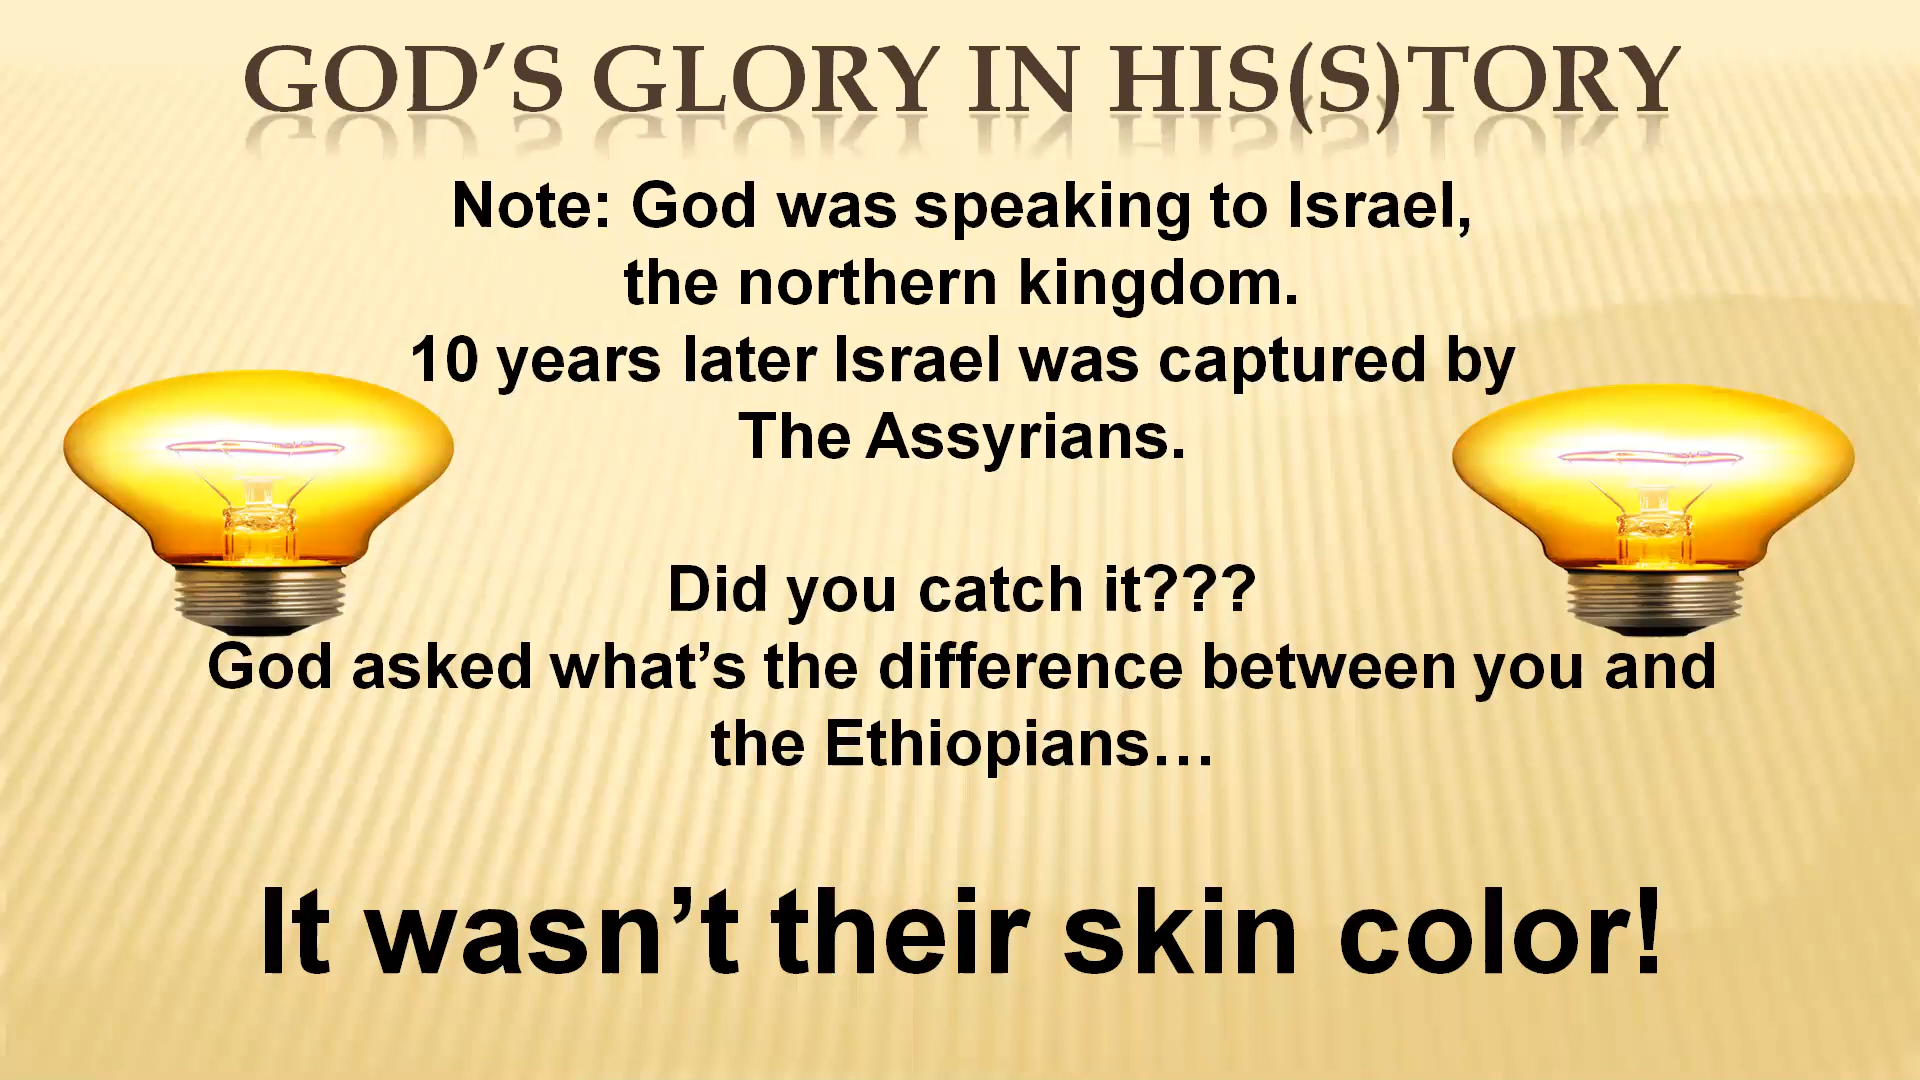 GOD’S GLORY IN HIS(S)TORY
Note: God was speaking to Israel,
the northern kingdom.
10 years later Israel was captured by
The Assyrians.
Did you catch it???
God asked what’s the difference between you and
the Ethiopians…
It wasn’t their skin color!